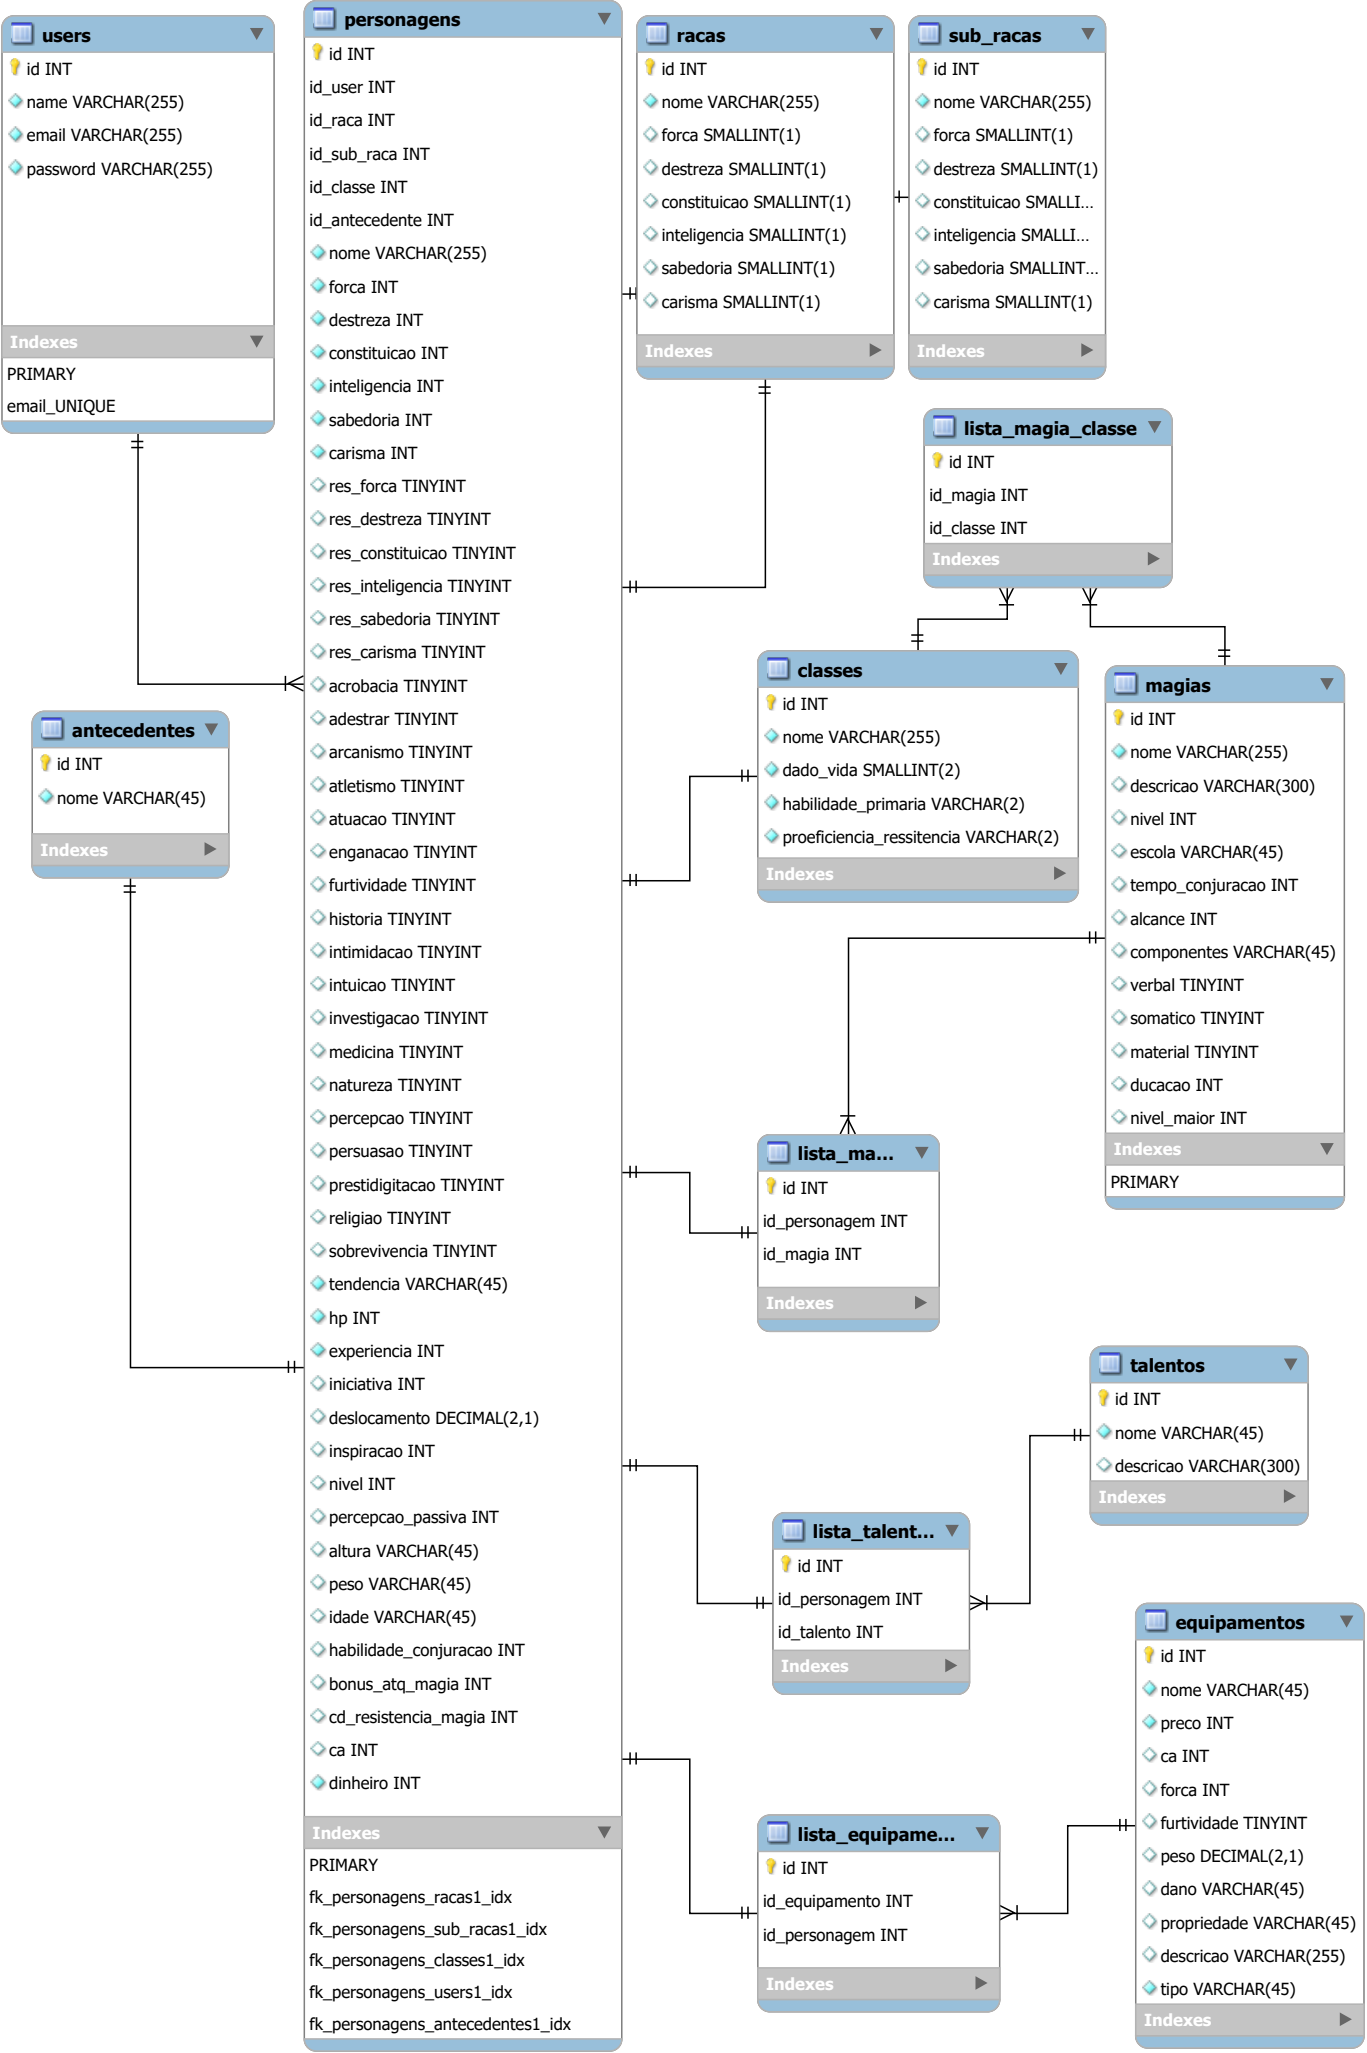 users
id INT
name VARCHAR(255)
email VARCHAR(255)
password VARCHAR(255)
Indexes
PRIMARY
email_UNIQUE
antecedentes
id INT
nome VARCHAR(45)
Indexes
personagens
id INT
id_user INT
id_raca INT
id_sub_raca INT
id_classe INT
id_antecedente INT
nome VARCHAR(255)
forca INT
destreza INT
constituicao INT
inteligencia INT
sabedoria INT
carisma INT
res_forca TINYINT
res_destreza TINYINT
res_constituicao TINYINT
res_inteligencia TINYINT
res_sabedoria TINYINT
res_carisma TINYINT
acrobacia TINYINT
adestrar TINYINT
arcanismo TINYINT
atletismo TINYINT
atuacao TINYINT
enganacao TINYINT
furtividade TINYINT
historia TINYINT
intimidacao TINYINT
intuicao TINYINT
investigacao TINYINT
medicina TINYINT
natureza TINYINT
percepcao TINYINT
persuasao TINYINT
prestidigitacao TINYINT
religiao TINYINT
sobrevivencia TINYINT
tendencia VARCHAR(45)
hp INT
experiencia INT
iniciativa INT
deslocamento DECIMAL(2,1)
inspiracao INT
nivel INT
percepcao_passiva INT
altura VARCHAR(45)
peso VARCHAR(45)
idade VARCHAR(45)
habilidade_conjuracao INT
bonus_atq_magia INT
cd_resistencia_magia INT
ca INT
dinheiro INT
Indexes
PRIMARY
fk_personagens_racas1_idx
fk_personagens_sub_racas1_idx
fk_personagens_classes1_idx
fk_personagens_users1_idx
fk_personagens_antecedentes1_idx
racas
id INT
nome VARCHAR(255)
forca SMALLINT(1)
destreza SMALLINT(1)
constituicao SMALLINT(1)
inteligencia SMALLINT(1)
sabedoria SMALLINT(1)
carisma SMALLINT(1)
Indexes
sub_racas
id INT
nome VARCHAR(255)
forca SMALLINT(1)
destreza SMALLINT(1)
constituicao SMALLI...
inteligencia SMALLI...
sabedoria SMALLINT...
carisma SMALLINT(1)
Indexes
lista_magia_classe
id INT
id_magia INT
id_classe INT
Indexes
classes
id INT
nome VARCHAR(255)
dado_vida SMALLINT(2)
habilidade_primaria VARCHAR(2)
proeficiencia_ressitencia VARCHAR(2)
Indexes
magias
id INT
nome VARCHAR(255)
descricao VARCHAR(300)
nivel INT
escola VARCHAR(45)
tempo_conjuracao INT
alcance INT
componentes VARCHAR(45)
verbal TINYINT
somatico TINYINT
material TINYINT
ducacao INT
nivel_maior INT
Indexes
PRIMARY
lista_ma...
id INT
id_personagem INT
id_magia INT
Indexes
talentos
id INT
nome VARCHAR(45)
descricao VARCHAR(300)
Indexes
lista_talent...
id INT
id_personagem INT
id_talento INT
Indexes
equipamentos
id INT
nome VARCHAR(45)
preco INT
ca INT
forca INT
furtividade TINYINT
peso DECIMAL(2,1)
dano VARCHAR(45)
propriedade VARCHAR(45)
descricao VARCHAR(255)
tipo VARCHAR(45)
Indexes
lista_equipame...
id INT
id_equipamento INT
id_personagem INT
Indexes